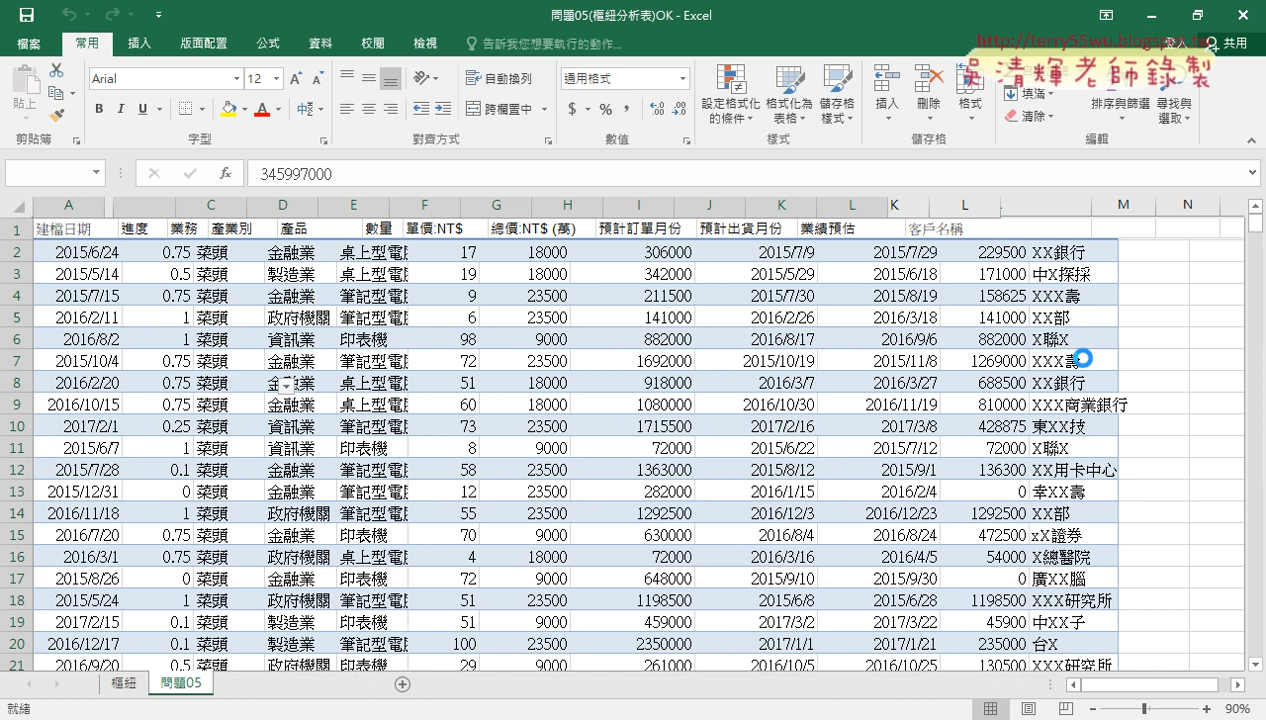 問題05(樞紐分析表)OK - Excel
檔案 常用 插入 版面配置 公式 資料 校閱 檢視 告訴我您想要執行的動作... 登入 共用
http://terry55wu.blogspot.tw
吳清輝老師錄製
Arial 12 自動換列 通用格式
貼上 B I U 中 跨欄置中 $ % , 設定格式化的條件 格式化為表格 儲存格樣式 插入 刪除 格式 填滿 清除 排序與篩選 尋找與選取
剪貼簿 字型 對齊方式 數值 樣式 儲存格 編輯
fx 345997000
A C D E F G H I J K L K L M N
1 建檔日期 進度 業務 產業別 產品 數量 單價:NT$ 總價:NT$ (萬) 預計訂單月份 預計出貨月份 業績預估 客戶名稱
2 2015/6/24 0.75 菜頭 金融業 桌上型電 17 18000 306000 2015/7/9 2015/7/29 229500 XX銀行
3 2015/5/14 0.5 菜頭 製造業 桌上型電 19 18000 342000 2015/5/29 2015/6/18 171000 中X探採
4 2015/7/15 0.75 菜頭 金融業 筆記型電 9 23500 211500 2015/7/30 2015/8/19 158625 XXX壽
5 2016/2/11 1 菜頭 政府機關 筆記型電 6 23500 141000 2016/2/26 2016/3/18 141000 XX部
6 2016/8/2 1 菜頭 資訊業 印表機 98 9000 882000 2016/8/17 2016/9/6 882000 X聯X
7 2015/10/4 0.75 菜頭 金融業 筆記型電 72 23500 1692000 2015/10/19 2015/11/8 1269000 XXX壽
8 2016/2/20 0.75 菜頭 金 業 桌上型電 51 18000 918000 2016/3/7 2016/3/27 688500 XX銀行
9 2016/10/15 0.75 菜頭 金融業 桌上型電 60 18000 1080000 2016/10/30 2016/11/19 810000 XXX商業銀行
10 2017/2/1 0.25 菜頭 資訊業 筆記型電 73 23500 1715500 2017/2/16 2017/3/8 428875 東XX技
11 2015/6/7 1 菜頭 資訊業 印表機 8 9000 72000 2015/6/22 2015/7/12 72000 X聯X
12 2015/7/28 0.1 菜頭 金融業 筆記型電 58 23500 1363000 2015/8/12 2015/9/1 136300 XX用卡中心
13 2015/12/31 0 菜頭 金融業 筆記型電 12 23500 282000 2016/1/15 2016/2/4 0 幸XX壽
14 2016/11/18 1 菜頭 政府機關 筆記型電 55 23500 1292500 2016/12/3 2016/12/23 1292500 XX部
15 2016/7/20 0.75 菜頭 金融業 印表機 70 9000 630000 2016/8/4 2016/8/24 472500 xX證券
16 2016/3/1 0.75 菜頭 政府機關 桌上型電 4 18000 72000 2016/3/16 2016/4/5 54000 X總醫院
17 2015/8/26 0 菜頭 金融業 印表機 72 9000 648000 2015/9/10 2015/9/30 0 廣XX腦
18 2015/5/24 1 菜頭 政府機關 筆記型電 51 23500 1198500 2015/6/8 2015/6/28 1198500 XXX研究所
19 2017/2/15 0.1 菜頭 製造業 印表機 51 9000 459000 2017/3/2 2017/3/22 45900 中XX子
20 2016/12/17 0.1 菜頭 製造業 筆記型電 100 23500 2350000 2017/1/1 2017/1/21 235000 台X
21 2016/9/20 0.5 菜頭 政府機關 印表機 29 9000 261000 2016/10/5 2016/10/25 130500 XXX研究所
樞紐 問題05
就緒 90%